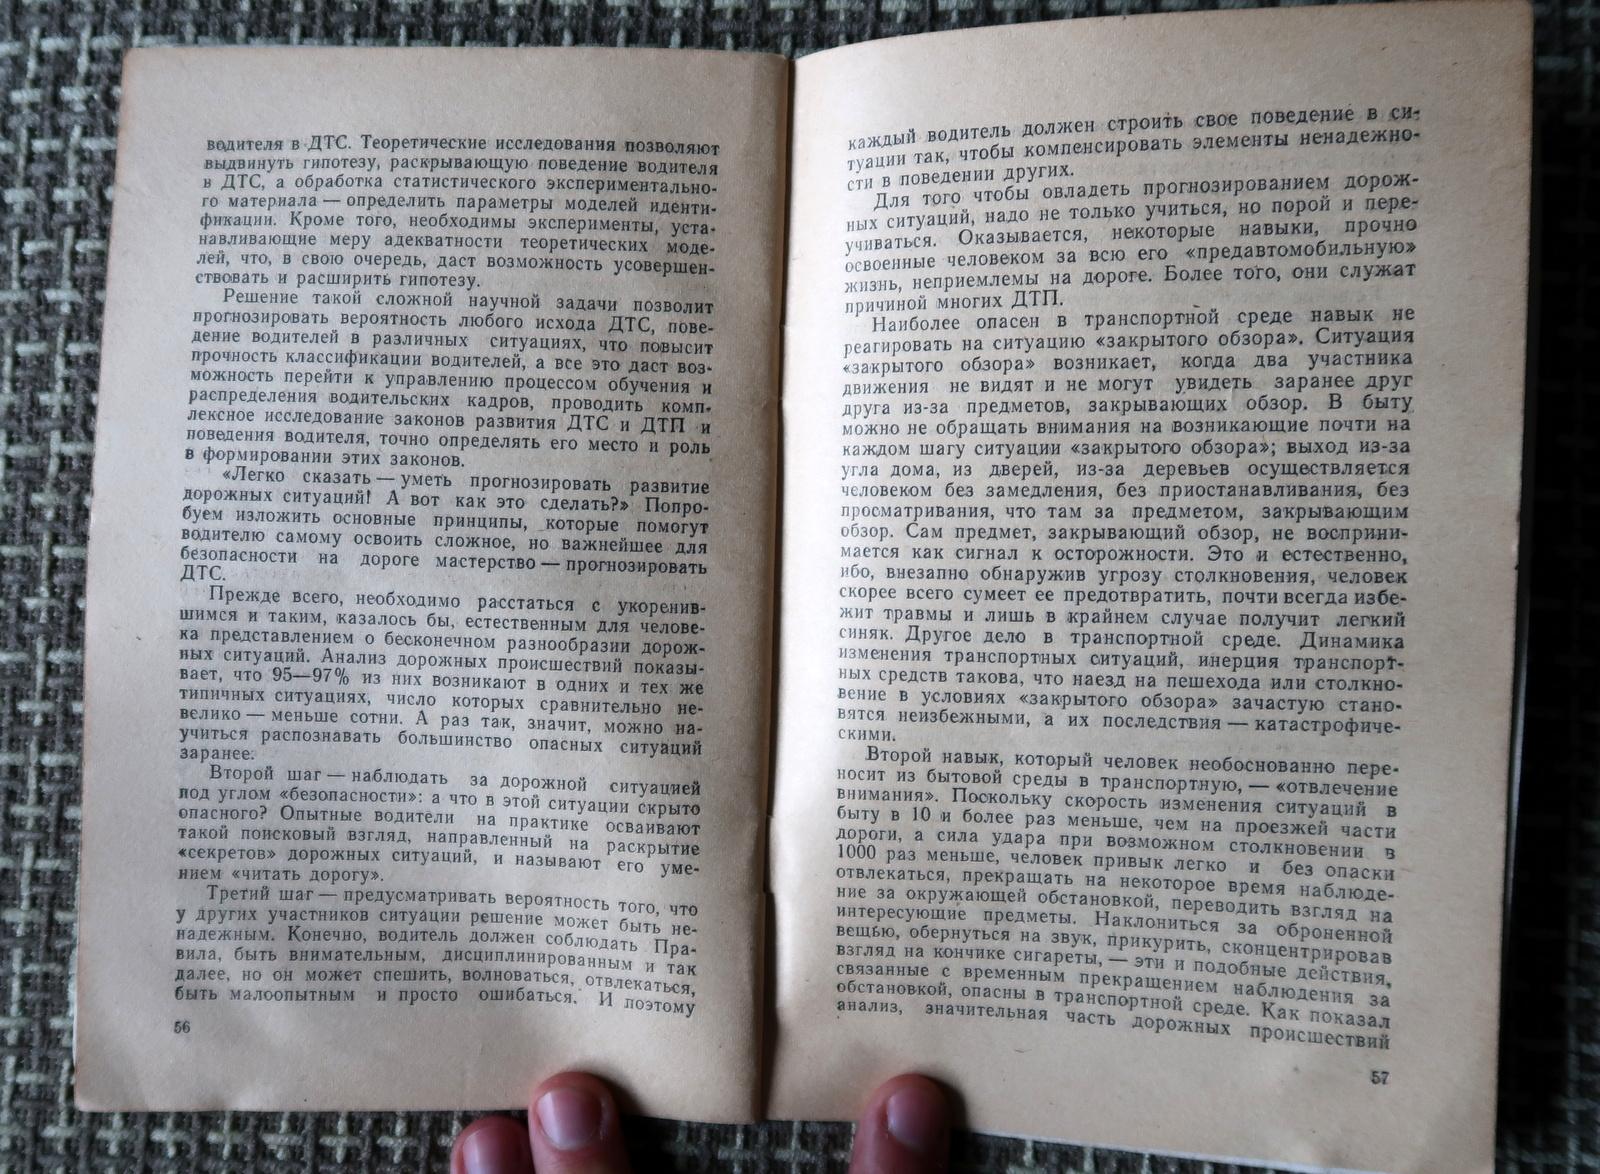 водителя в ДТС. Теоретические исследования позволяют
выдвинуть гипотезу, раскрывающую поведение водителя
в ДТС, а обработка статистического экспериментально-
го материала — определить параметры моделей иденти-
фикации. Кроме того, необходимы эксперименты, уста-
навливающие меру адекватности теоретических моде-
лей, что, в свою очередь, даст возможность усовершен-
ствовать и расширить гипотезу.
Решение такой сложной научной задачи позволит
прогнозировать вероятность любого исхода ДТС, пове-
дение водителей в различных ситуациях, что повысит
прочность классификации водителей, а все это даст воз-
можность перейти к управлению процессом обучения и
распределения водительских кадров, проводить комп-
лексное исследование законов развития ДТС и ДТП и
поведения водителя, точно определять его место и роль
в формировании этих законов.
«Легко сказать — уметь прогнозировать развитие
дорожных ситуаций! А вот как это сделать?» Попро-
буем изложить основные принципы, которые помогут
водителю самому освоить сложное, но важнейшее для
безопасности на дороге мастерство — прогнозировать
ДТС.
Прежде всего, необходимо расстаться с укоренив-
шимся и таким, казалось бы, естественным для челове-
ка представлением о бесконечном разнообразии дорож-
ных ситуаций. Анализ дорожных происшествий показы-
вает, что 95—97% из них возникают в одних и тех же
типичных ситуациях, число которых сравнительно не-
велико — меньше сотни. А раз так, значит, можно на-
учиться распознавать большинство опасных ситуаций
заранее.
Второй шаг — наблюдать за дорожной ситуацией
под углом «безопасности»: а что в этой ситуации скрыто
опасного? Опытные водители на практике осваивают
такой поисковый взгляд, направленный на раскрытие
«секретов» дорожных ситуаций, и называют его уме-
нием «читать дорогу».
Третий шаг — предусматривать вероятность того, что
у других участников ситуации решение может быть не-
надежным. Конечно, водитель должен соблюдать Пра-
вила, быть внимательным, дисциплинированным и так
далее, но он может спешить, волноваться, отвлекаться,
быть малоопытным и просто ошибаться. И поэтому
56
каждый водитель должен строить свое поведение в си-
туации так, чтобы компенсировать элементы ненадежно-
сти в поведении других.
Для того чтобы овладеть прогнозированием дорож-
ных ситуаций, надо не только учиться, но порой и пере-
учиваться. Оказывается, некоторые навыки, прочно
освоенные человеком за всю его «предавтомобильную»
жизнь, неприемлемы на дороге. Более того, они служат
причиной многих ДТП.
Наиболее опасен в транспортной среде навык не
реагировать на ситуацию «закрытого обзора». Ситуация
«закрытого обзора» возникает, когда два участника
движения не видят и не могут увидеть заранее друг
друга из-за предметов, закрывающих обзор. В быту
можно не обращать внимания на возникающие почти на
каждом шагу ситуации «закрытого обзора»; выход из-за
угла дома, из дверей, из-за деревьев осуществляется
человеком без замедления, без приостанавливания, без
просматривания, что там за предметом, закрывающим
обзор. Сам предмет, закрывающий обзор, не восприни-
мается как сигнал к осторожности. Это и естественно,
ибо, внезапно обнаружив угрозу столкновения, человек
скорее всего сумеет ее предотвратить, почти всегда избе-
жит травмы и лишь в крайнем случае получит легкий
синяк. Другое дело в транспортной среде. Динамика
изменения транспортных ситуаций, инерция транспорт-
ных средств такова, что наезд на пешехода или столкно-
вение в условиях «закрытого обзора» зачастую стано-
вятся неизбежными, а их последствия — катастрофиче-
скими.
Второй навык, который человек необоснованно пере-
носит из бытовой среды в транспортную, — «отвлечение
внимания». Поскольку скорость изменения ситуаций в
быту в 10 и более раз меньше, чем на проезжей части
дороги, а сила удара при возможном столкновении в
1000 раз меньше, человек привык легко и без опаски
отвлекаться, прекращать на некоторое время наблюде-
ние за окружающей обстановкой, переводить взгляд на
интересующие предметы. Наклониться за оброненной
вещью, обернуться на звук, прикурить, сконцентрировав
взгляд на кончике сигареты, — эти и подобные действия,
связанные с временным прекращением наблюдения за
обстановкой, опасны в транспортной среде. Как показал
анализ, значительная часть дорожных происшествий
57